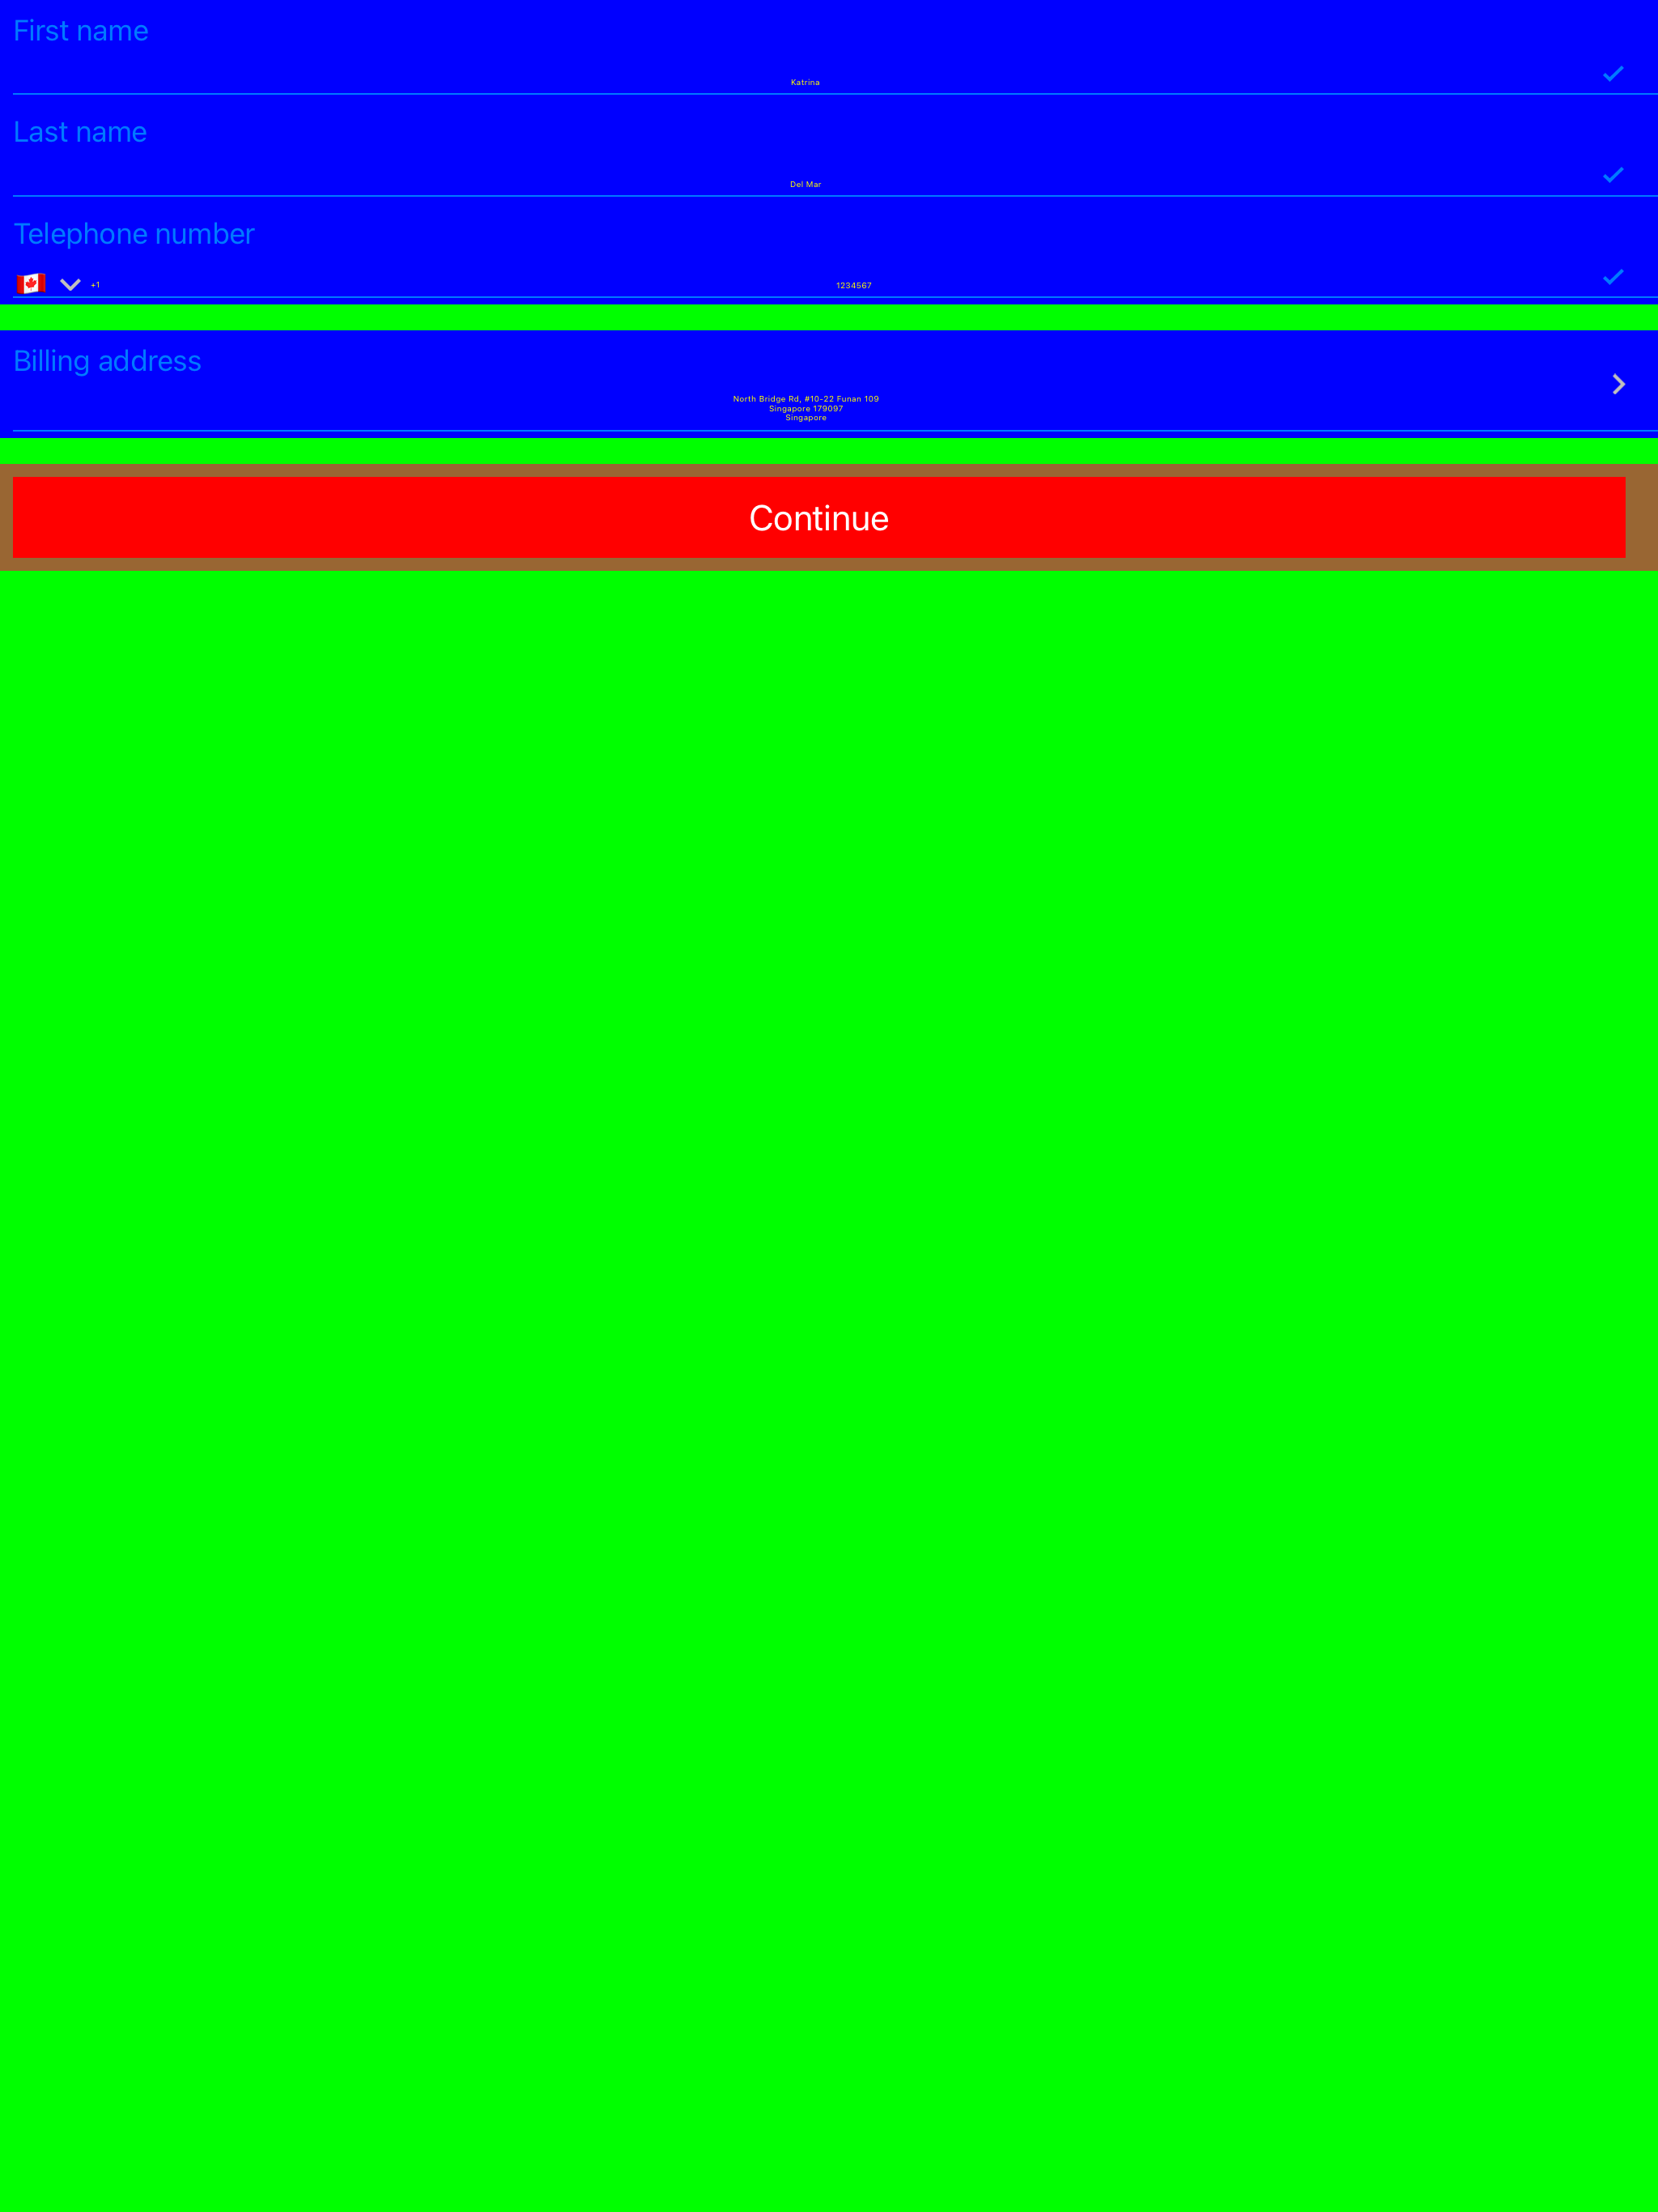 First name
Katrina
Last name
Del Mar
Telephone number
+1 1234567
Billing address
North Bridge Rd, #10-22 Funan 109
Singapore 179097
Singapore
Continue